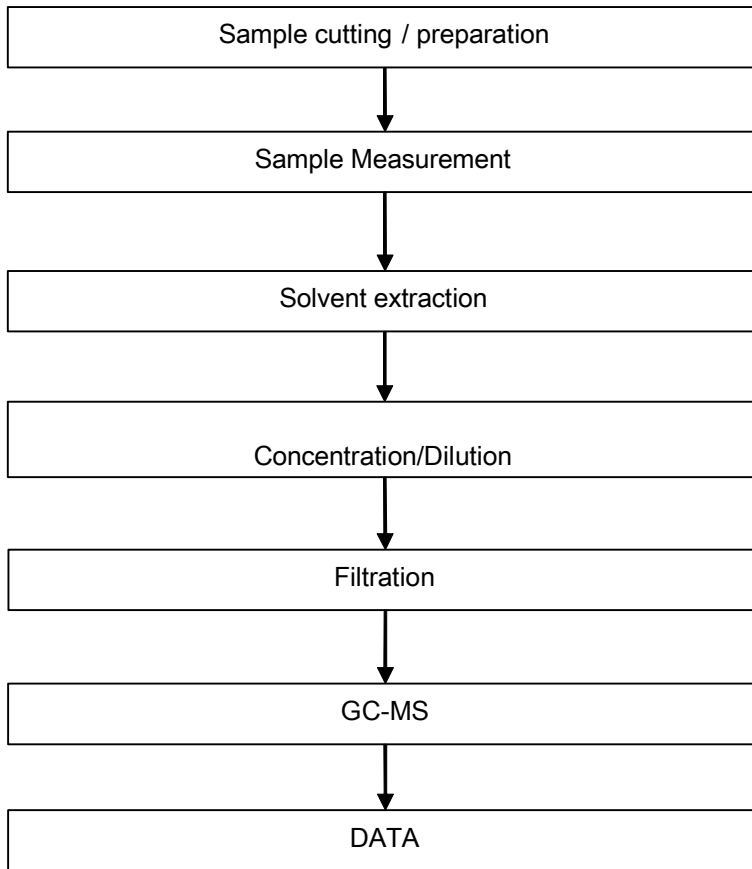 Sample cutting / preparation
Sample Measurement
Solvent extraction
Concentration/Dilution
Filtration
GC-MS
DATA